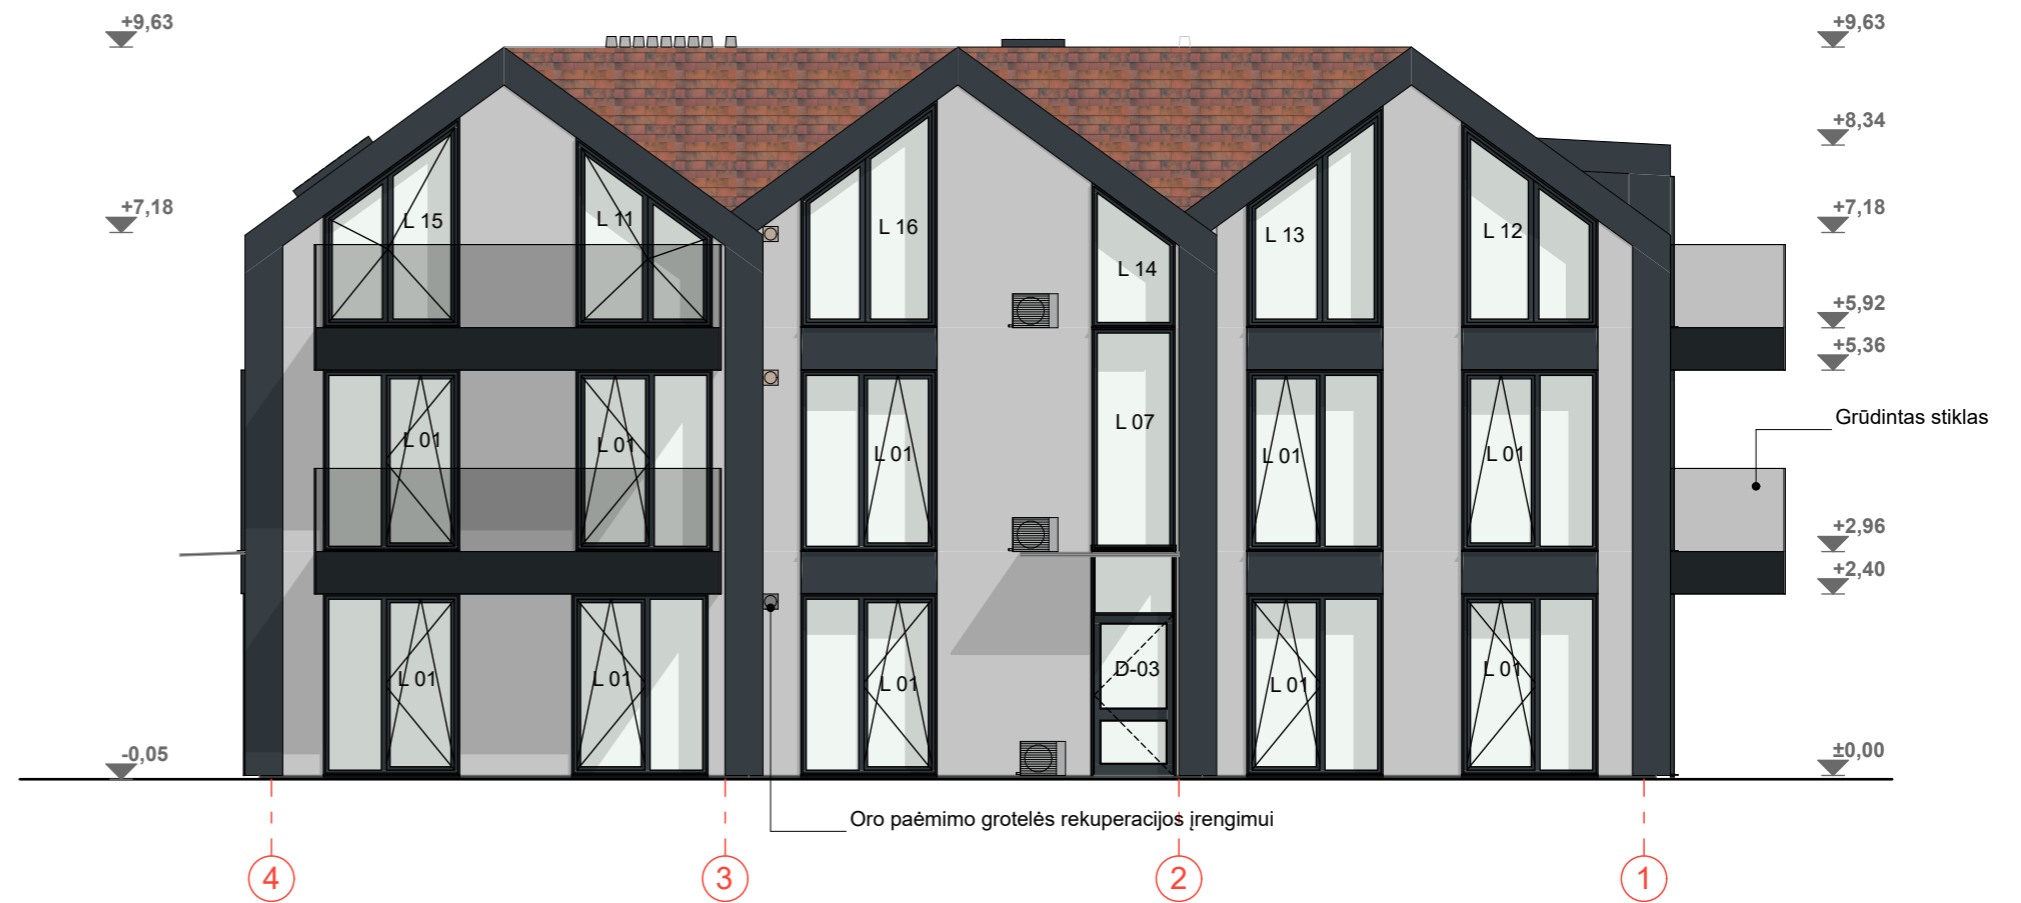 +9,63
+9,63
+8,34
+7,18
+7,18
L 15
L 11
L 16
L 14
L 13
L 12
+5,92
+5,36
Grūdintas stiklas
L 01
L 01
L 01
L 07
L 01
L 01
+2,96
+2,40
L 01
L 01
L 01
D-03
L 01
L 01
-0,05
±0,00
Oro paėmimo grotelės rekuperacijos įrengimui
4
3
2
1